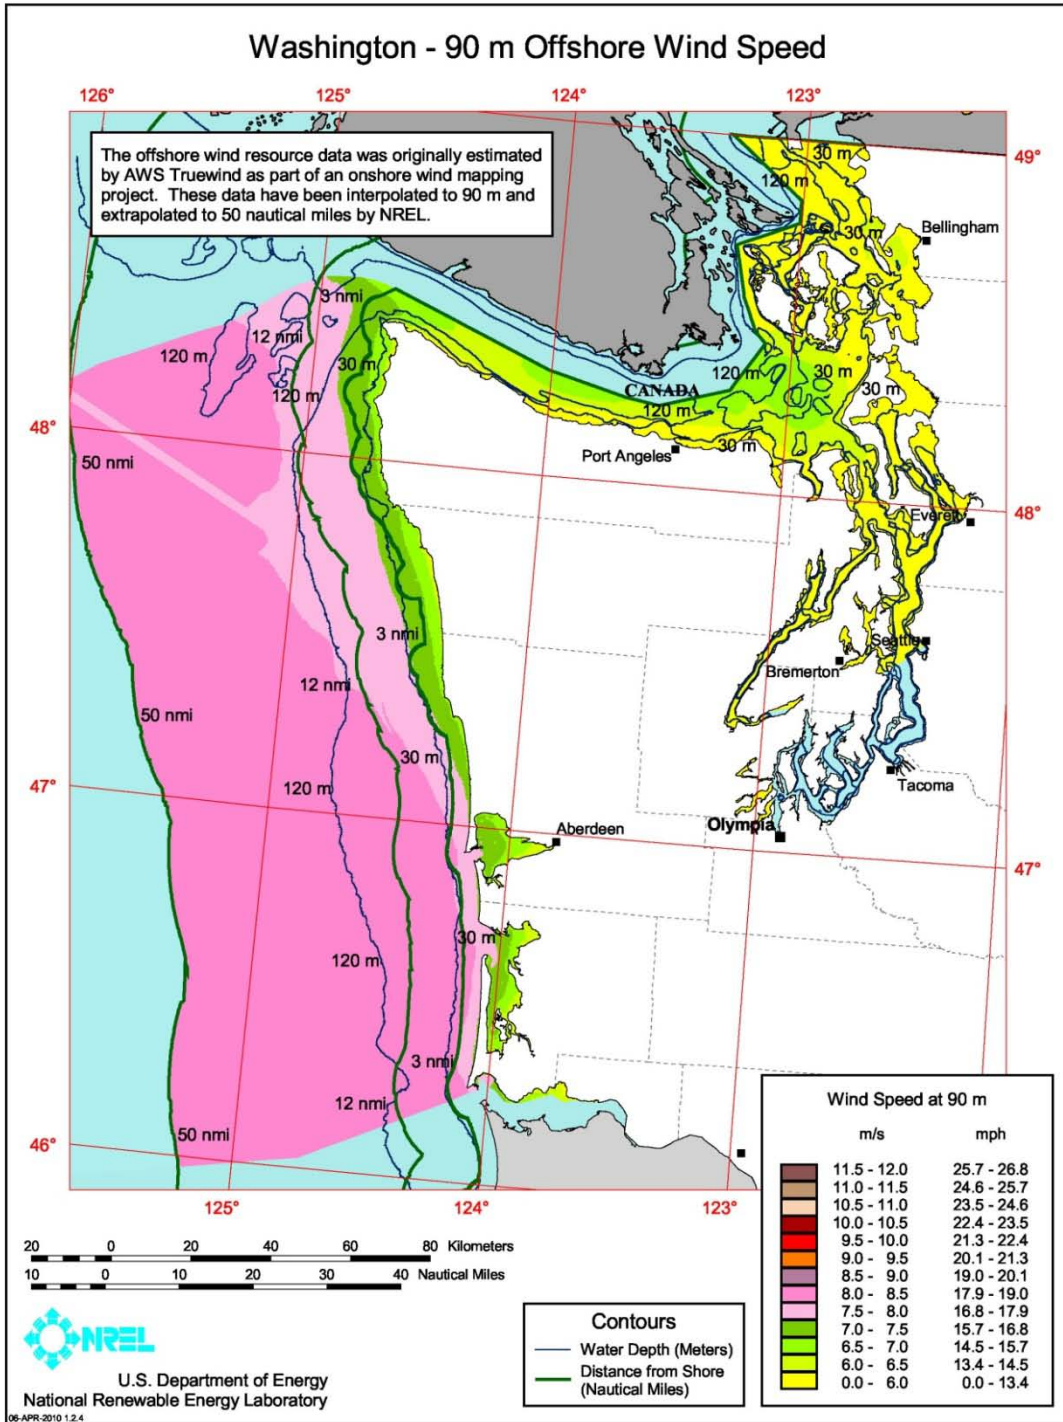 Washington - 90 m Offshore Wind Speed
126°
125°
124°
123°
The offshore wind resource data was originally estimated
by AWS Truewind as part of an onshore wind mapping
project. These data have been interpolated to 90 m and
extrapolated to 50 nautical miles by NREL.
30 m
49°
120 m
30 m
Bellingham
3 nmi
12 nmi
120 m
30 m
120 m
CANADA
120 m
120 m
30 m
30 m
48°
50 nmi
Port Angeles
30 m
48°
Everett
3 nmi
Seattle
12 nmi
Bremerton
50 nmi
30 m
47°
120 m
Tacoma
Aberdeen
Olympia
47°
30 m
120 m
3 nmi
12 nmi
50 nmi
46°
125°
124°
123°
Wind Speed at 90 m
m/s mph
11.5 - 12.0 25.7 - 26.8
11.0 - 11.5 24.6 - 25.7
10.5 - 11.0 23.5 - 24.6
10.0 - 10.5 22.4 - 23.5
9.5 - 10.0 21.3 - 22.4
9.0 - 9.5 20.1 - 21.3
8.5 - 9.0 19.0 - 20.1
8.0 - 8.5 17.9 - 19.0
7.5 - 8.0 16.8 - 17.9
7.0 - 7.5 15.7 - 16.8
6.5 - 7.0 14.5 - 15.7
6.0 - 6.5 13.4 - 14.5
0.0 - 6.0 0.0 - 13.4
20 0 20 40 60 80 Kilometers
10 0 10 20 30 40 Nautical Miles
Contours
Water Depth (Meters)
Distance from Shore
(Nautical Miles)
NREL
U.S. Department of Energy
National Renewable Energy Laboratory
06-APR-2010 1.2.4